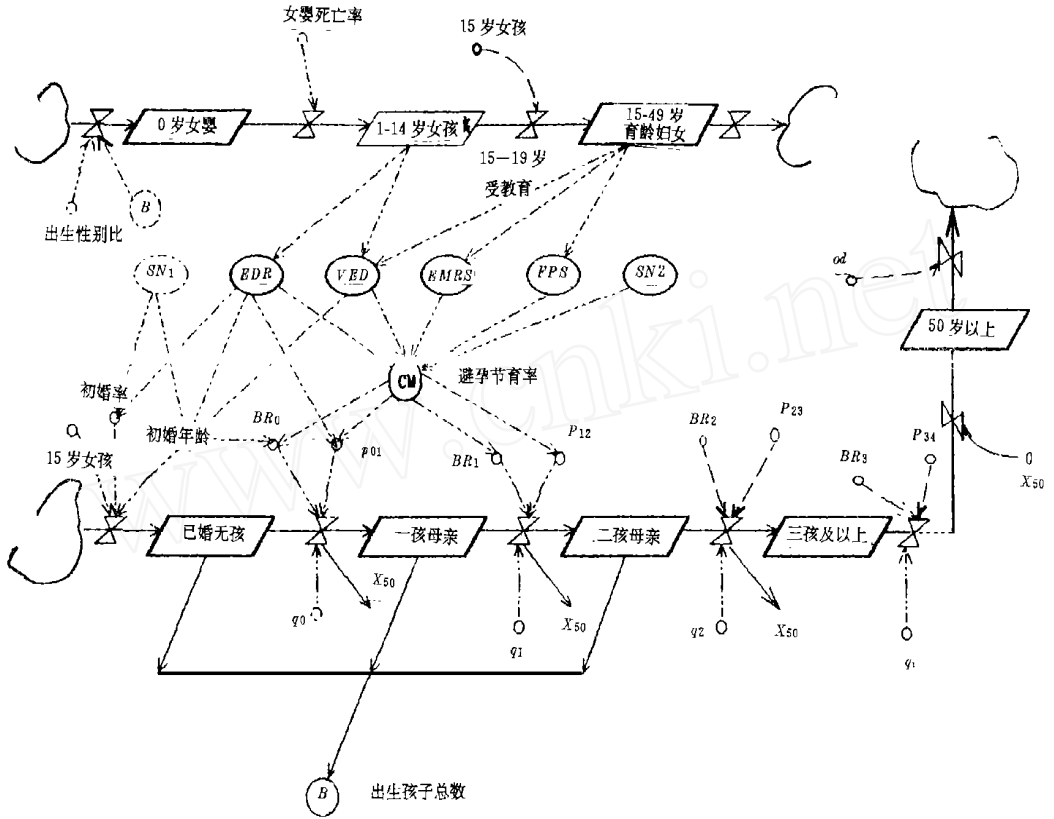 女婴死亡率
15 岁女孩
0 岁女婴
1-14 岁女孩
15-49 岁
育龄妇女
15—19 岁
受教育
B
出生性别比
SN1
EDR
VED
EMRS
FPS
SN2
od
50 岁以上
CM
避孕节育率
初婚率
初婚年龄
15 岁女孩
BR0
p01
BR1
P12
BR2
P23
BR3
P34
X50
已婚无孩
一孩母亲
二孩母亲
三孩及以上
X50
q0
X50
q1
X50
q2
B
出生孩子总数
www.cnki.net